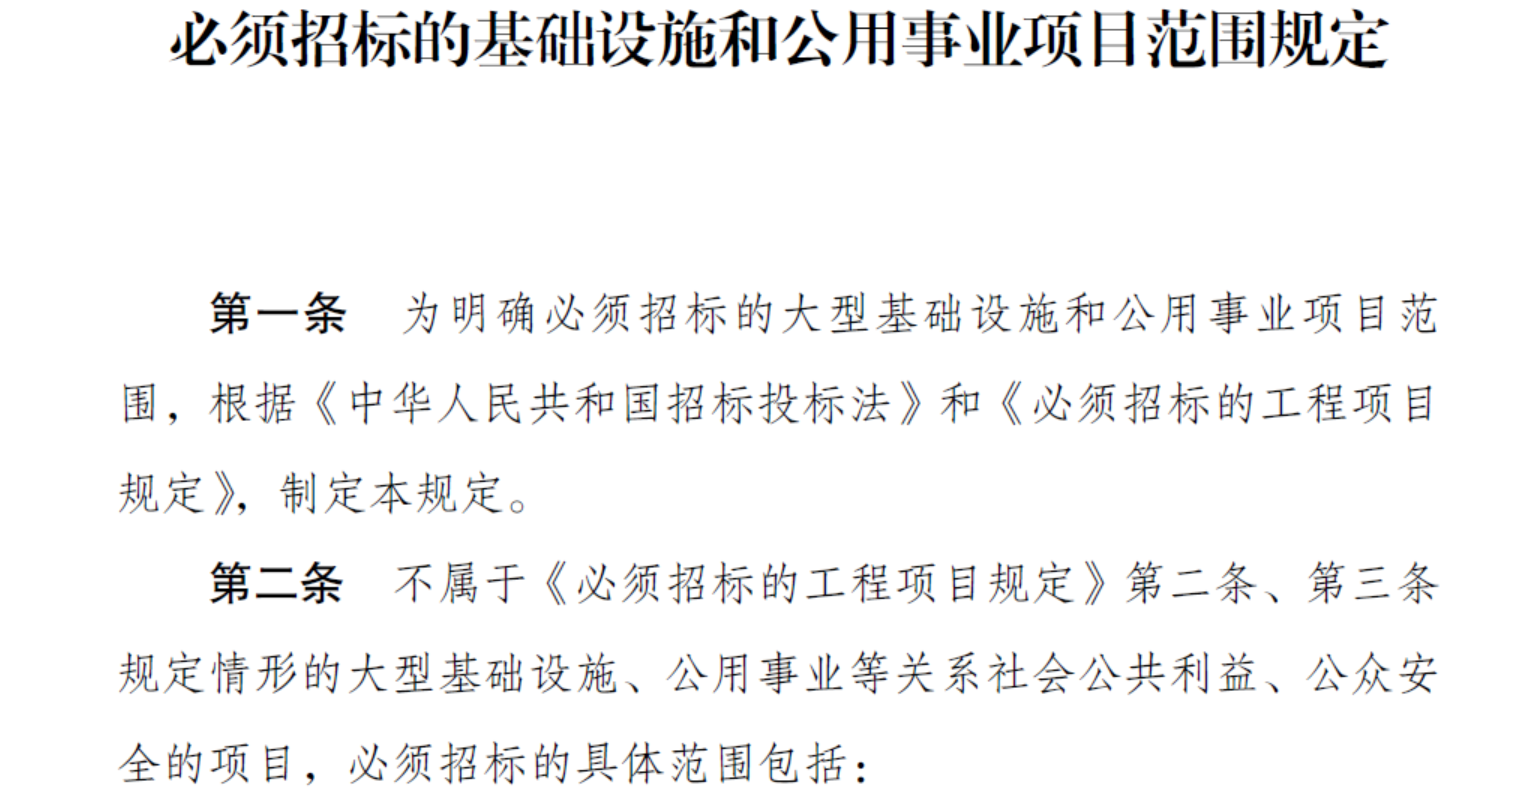 必须招标的基础设施和公用事业项目范围规定
第一条 为明确必须招标的大型基础设施和公用事业项目范
围，根据《中华人民共和国招标投标法》和《必须招标的工程项目
规定》，制定本规定。
第二条 不属于《必须招标的工程项目规定》第二条、第三条
规定情形的大型基础设施、公用事业等关系社会公共利益、公众安
全的项目，必须招标的具体范围包括：